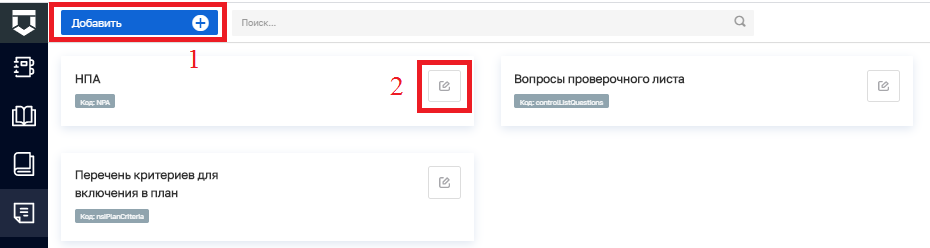 Добавить
Поиск...
1
НПА
Код: NPA
2
Вопросы проверочного листа
Код: controlListQuestions
Перечень критериев для
включения в план
Код: nsiPlanCriteria